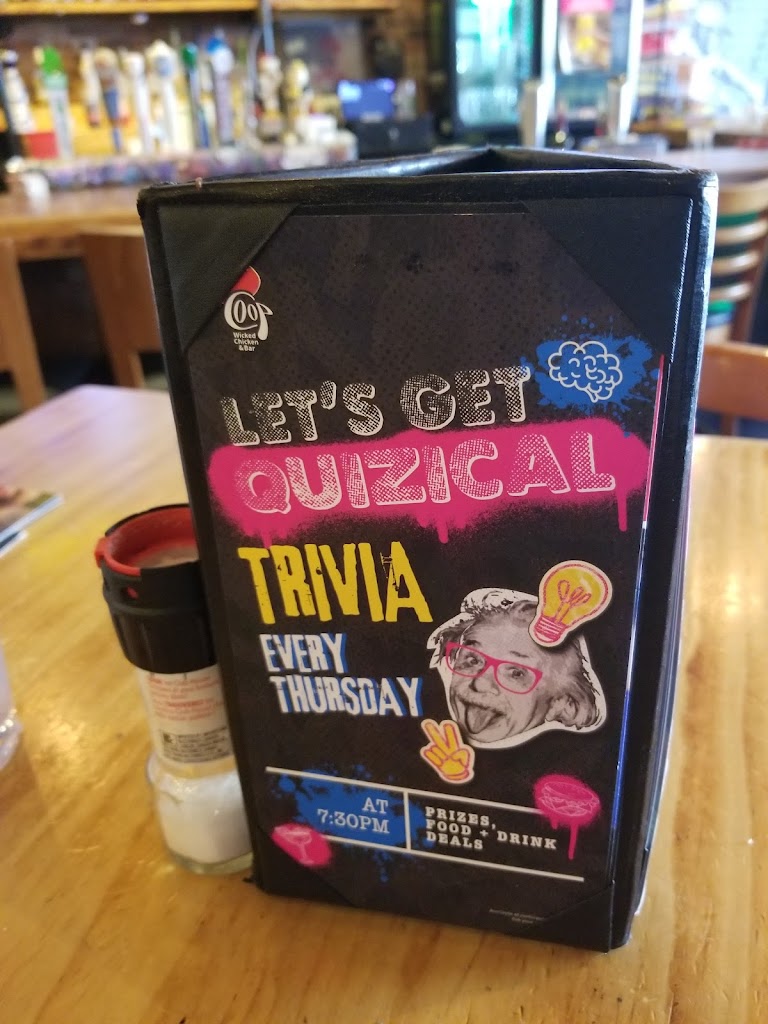 Coop
Wicked
Chicken
& Bar
LET'S GET
QUIZICAL
TRIVIA
EVERY
THURSDAY
AT
7:30PM
PRIZES,
FOOD + DRINK
DEALS